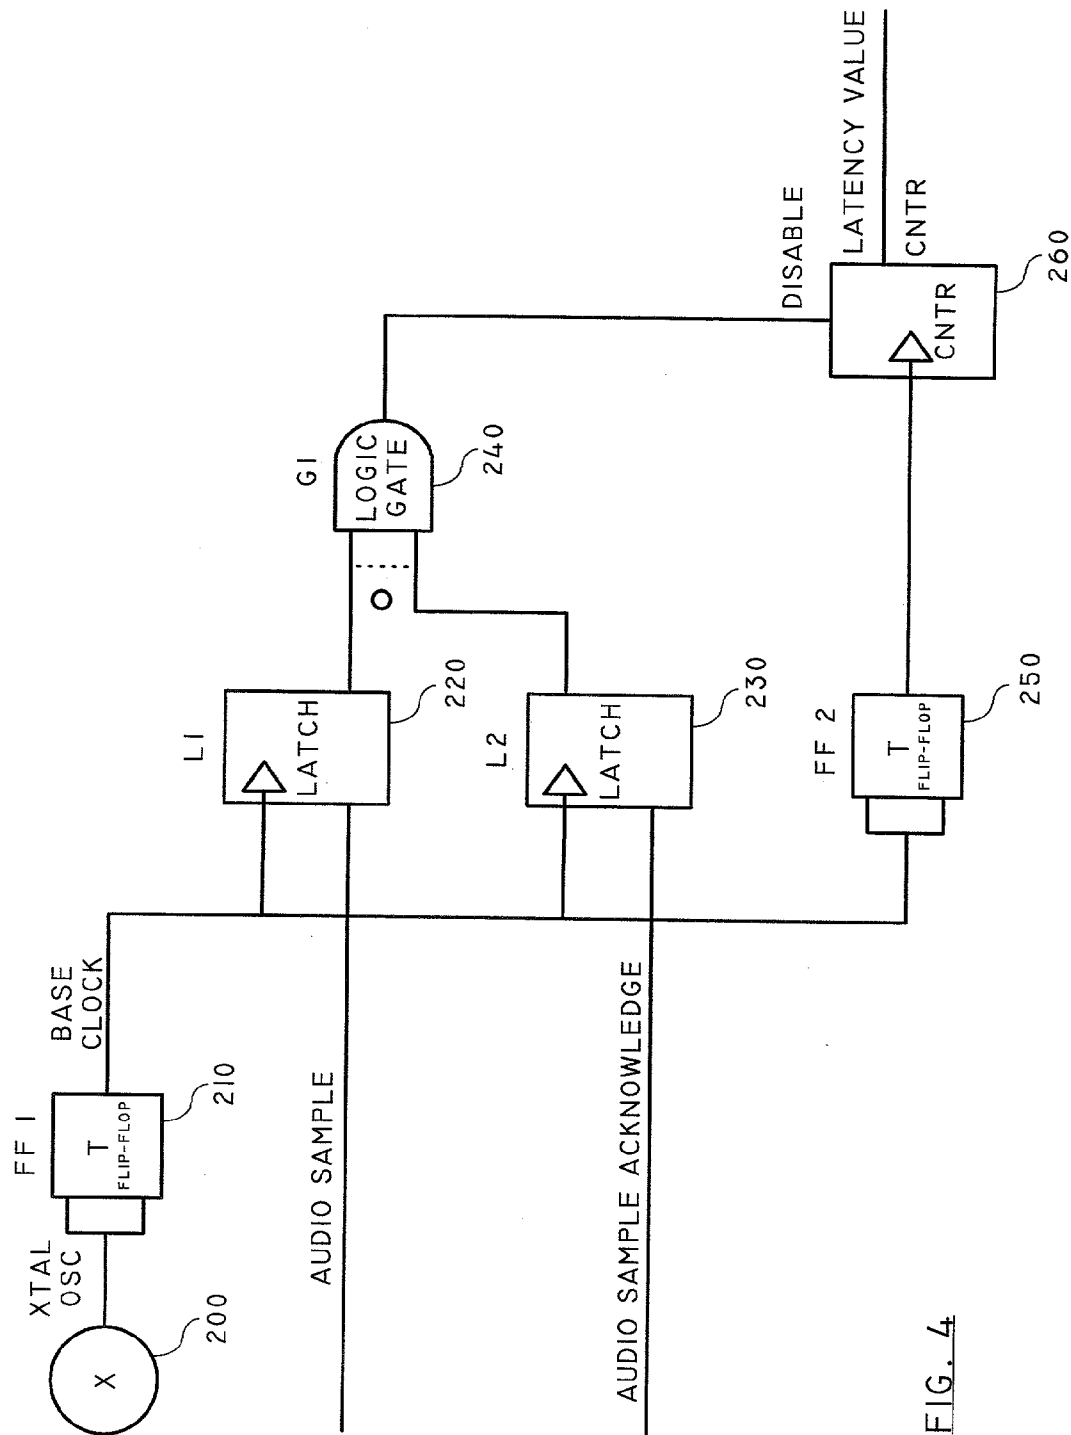 XTAL
OSC
X
200
FF 1
T
FLIP-FLOP
210
BASE
CLOCK
AUDIO SAMPLE
AUDIO SAMPLE ACKNOWLEDGE
L1
LATCH
220
L2
LATCH
230
FF 2
T
FLIP-FLOP
250
G1
LOGIC
GATE
240
DISABLE
LATENCY VALUE
CNTR
CNTR
260
FIG. 4